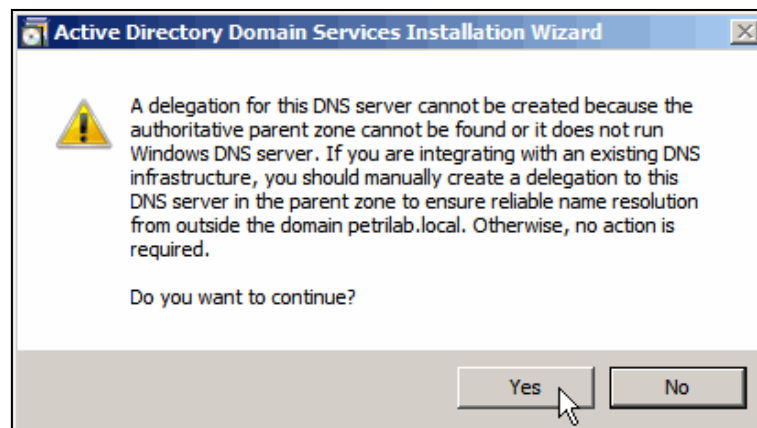 Active Directory Domain Services Installation Wizard
A delegation for this DNS server cannot be created because the
authoritative parent zone cannot be found or it does not run
Windows DNS server. If you are integrating with an existing DNS
infrastructure, you should manually create a delegation to this
DNS server in the parent zone to ensure reliable name resolution
from outside the domain petrilab.local. Otherwise, no action is
required.
Do you want to continue?
Yes
No